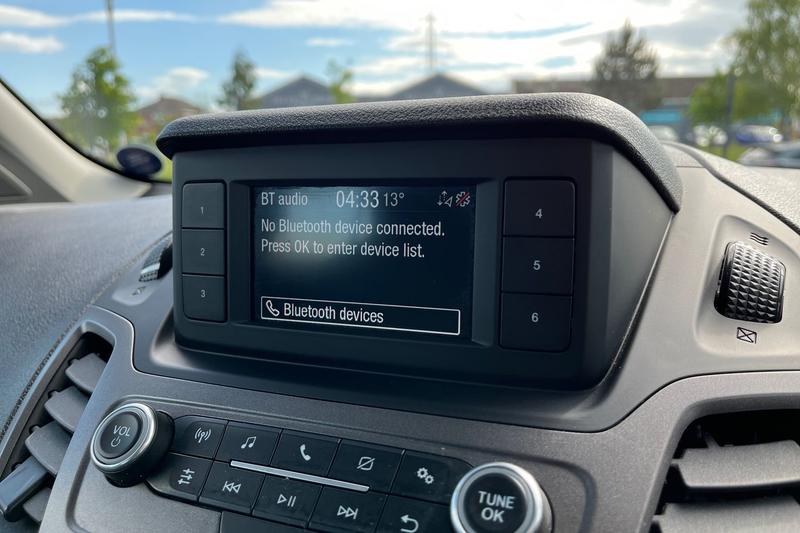 BT audio 04:33 13°
No Bluetooth device connected.
Press OK to enter device list.
Bluetooth devices
1
2
3
4
5
6
VOL
TUNE
OK